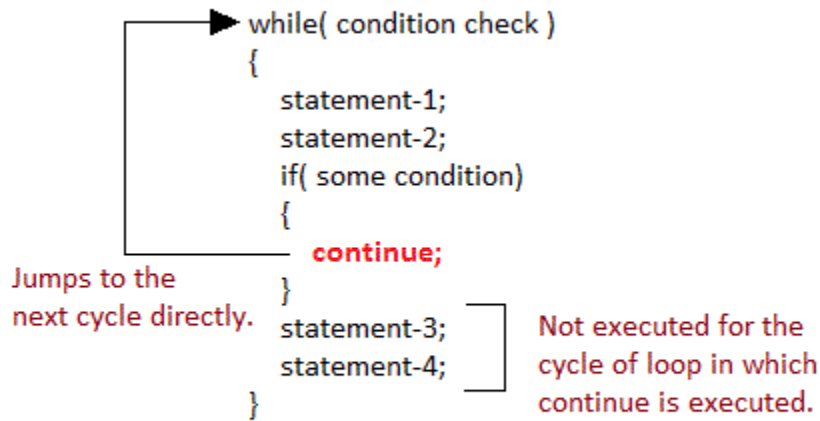 while( condition check )
{
statement-1;
statement-2;
if( some condition)
{
continue;
}
Jumps to the
next cycle directly.
statement-3;
statement-4;
}
Not executed for the
cycle of loop in which
continue is executed.